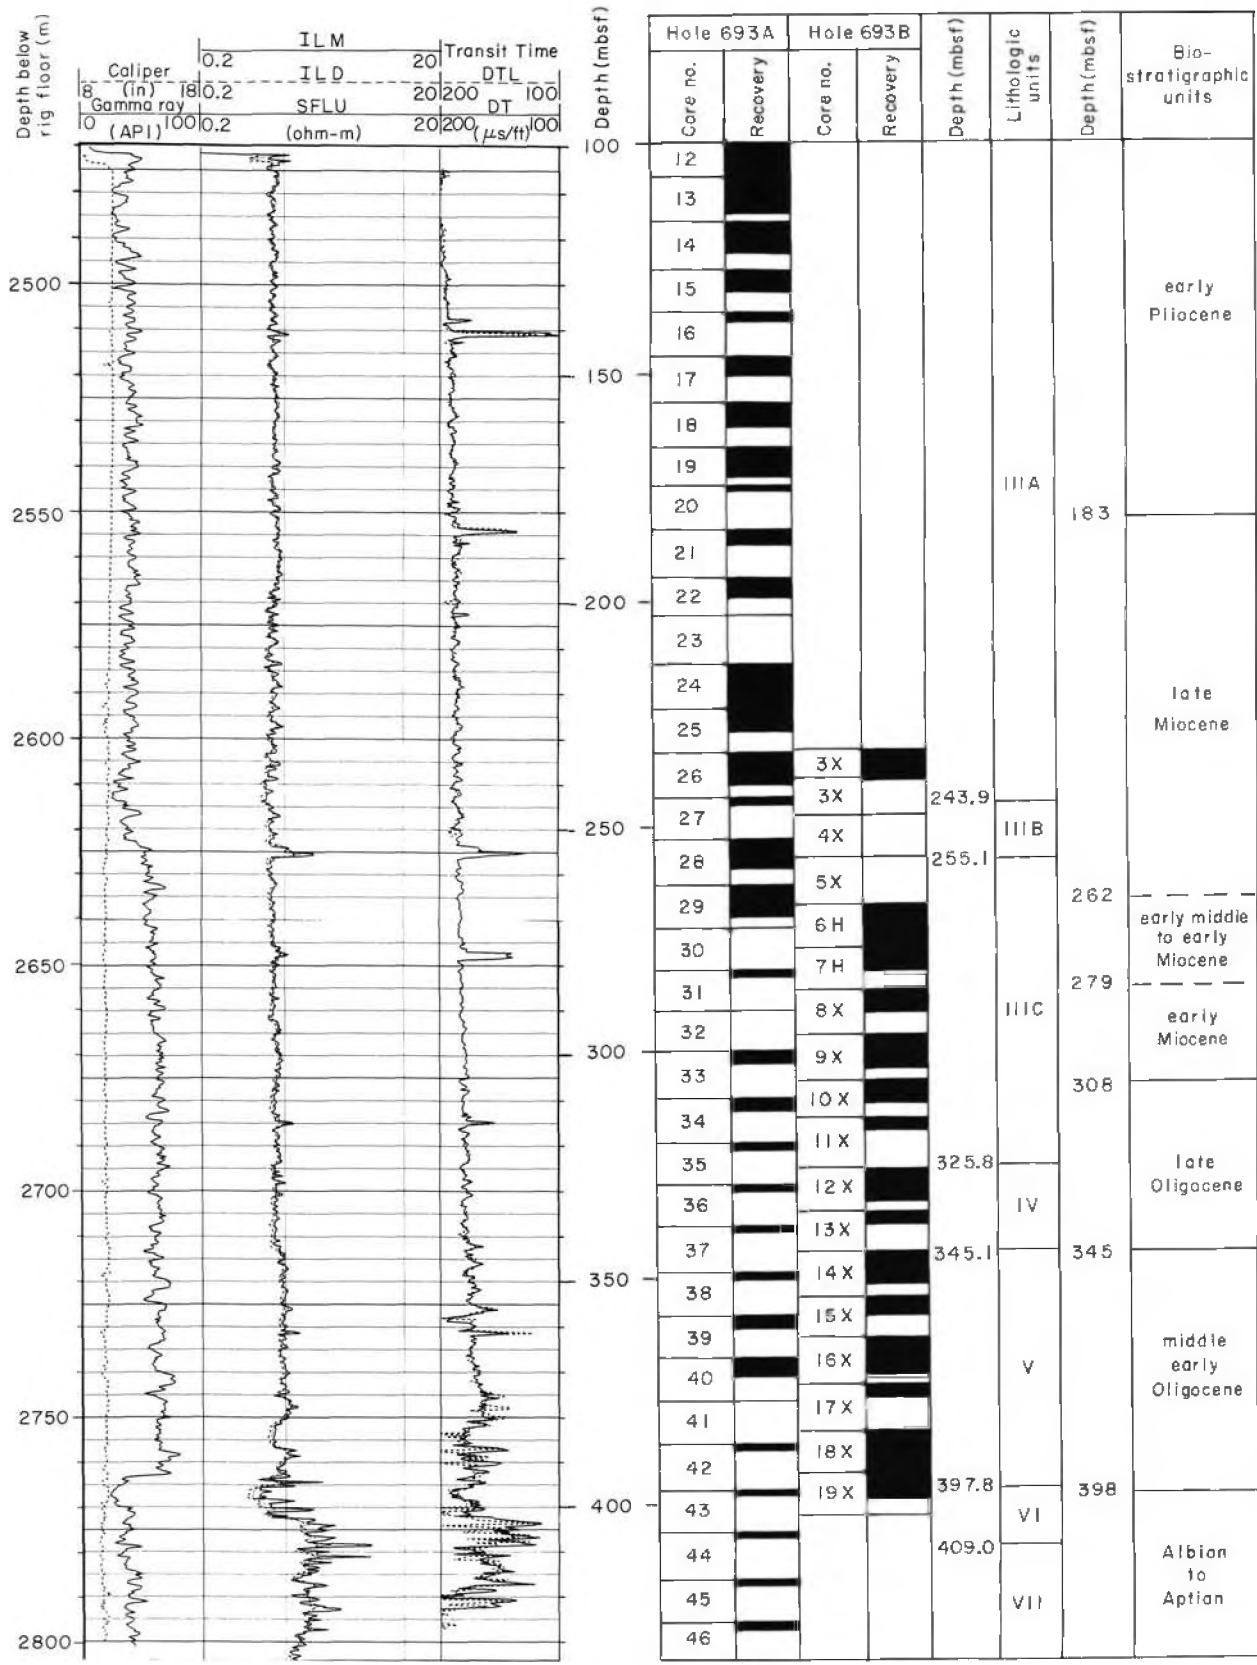 Depth below
rig floor (m)
ILM
0.2 20
Caliper ILD
8 (in) 18 0.2 20
Gamma ray SFLU
0 (API) 100 0.2 (ohm-m) 20
Transit Time
DTL
200 100
DT
200 (μs/ft) 100
2500
2550
2600
2650
2700
2750
2800
Depth (mbsf)
100
150
200
250
300
350
400
Hole 693A
Hole 693B
Core no.
Recovery
Core no.
Recovery
Depth (mbsf)
Lithologic
units
Depth (mbsf)
Bio-
stratigraphic
units
12
13
14
15
16
17
18
19
20
21
22
23
24
25
26
27
28
29
30
31
32
33
34
35
36
37
38
39
40
41
42
43
44
45
46
3X
3X
4X
5X
6H
7H
8X
9X
10X
11X
12X
13X
14X
15X
16X
17X
18X
19X
243.9
255.1
325.8
345.1
397.8
409.0
IIIA
IIIB
IIIC
IV
V
VI
VII
183
262
279
308
345
398
early
Pliocene
late
Miocene
early middle
to early
Miocene
early
Miocene
late
Oligocene
middle
early
Oligocene
Albian
to
Aptian